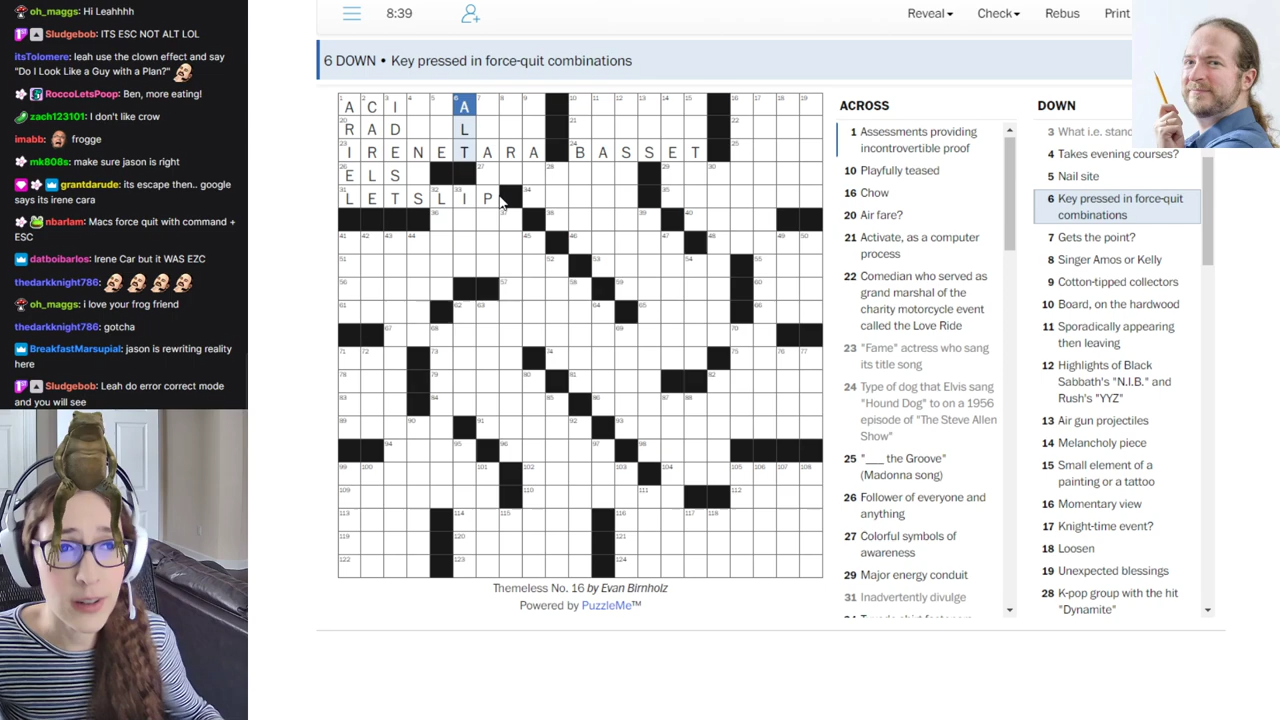 oh_maggs: Hi Leahhhh
Sludgebob: ITS ESC NOT ALT LOL
itsTolomere: leah use the clown effect and say
"Do I Look Like a Guy with a Plan?"
RoccoLetsPoop: Ben, more eating!
zach123101: I don't like crow
imabb: frogge
mk808s: make sure jason is right
grantdarude: its escape then.. google
says its irene cara
nbarlam: Macs force quit with command +
ESC
datboibarlos: Irene Car but it WAS EZC
thedarkknight786:
oh_maggs: i love your frog friend
thedarkknight786: gotcha
BreakfastMarsupial: jason is rewriting reality
here
Sludgebob: Leah do error correct mode
and you will see
8:39
Reveal
Check
Rebus
Print
6 DOWN • Key pressed in force-quit combinations
A C I A
R A D L
I R E N E T A R A B A S S E T
E L S
L E T S L I P
Themeless No. 16 by Evan Birnholz
Powered by PuzzleMe™
ACROSS
1 Assessments providing
incontrovertible proof
10 Playfully teased
16 Chow
20 Air fare?
21 Activate, as a computer
process
22 Comedian who served as
grand marshal of the
charity motorcycle event
called the Love Ride
23 "Fame" actress who sang
its title song
24 Type of dog that Elvis sang
"Hound Dog" to on a 1956
episode of "The Steve Allen
Show"
25 "___ the Groove"
(Madonna song)
26 Follower of everyone and
anything
27 Colorful symbols of
awareness
29 Major energy conduit
31 Inadvertently divulge
DOWN
3 What i.e. stand
4 Takes evening courses?
5 Nail site
6 Key pressed in force-quit
combinations
7 Gets the point?
8 Singer Amos or Kelly
9 Cotton-tipped collectors
10 Board, on the hardwood
11 Sporadically appearing
then leaving
12 Highlights of Black
Sabbath's "N.I.B." and
Rush's "YYZ"
13 Air gun projectiles
14 Melancholy piece
15 Small element of a
painting or a tattoo
16 Momentary view
17 Knight-time event?
18 Loosen
19 Unexpected blessings
28 K-pop group with the hit
"Dynamite"